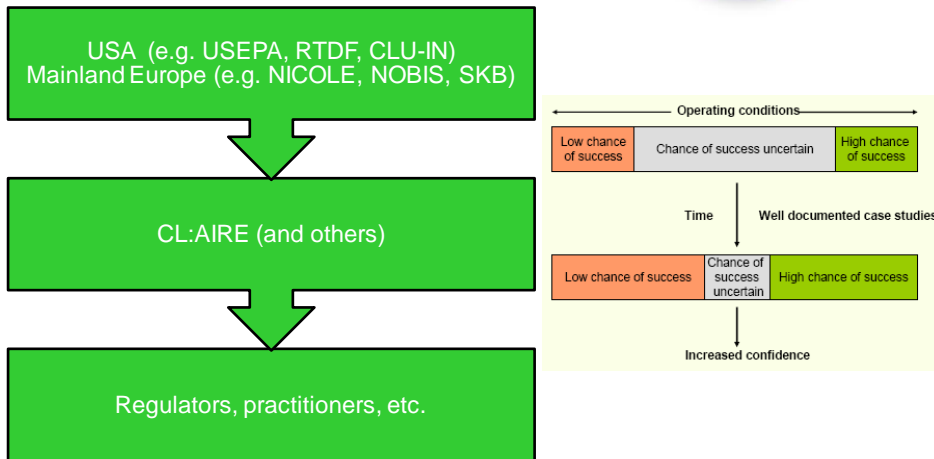 USA (e.g. USEPA, RTDF, CLU-IN)
Mainland Europe (e.g. NICOLE, NOBIS, SKB)
CL:AIRE (and others)
Regulators, practitioners, etc.
Operating conditions
Low chance
of success
Chance of success uncertain
High chance
of success
Time
Well documented case studies
Low chance of success
Chance of
success
uncertain
High chance of success
Increased confidence